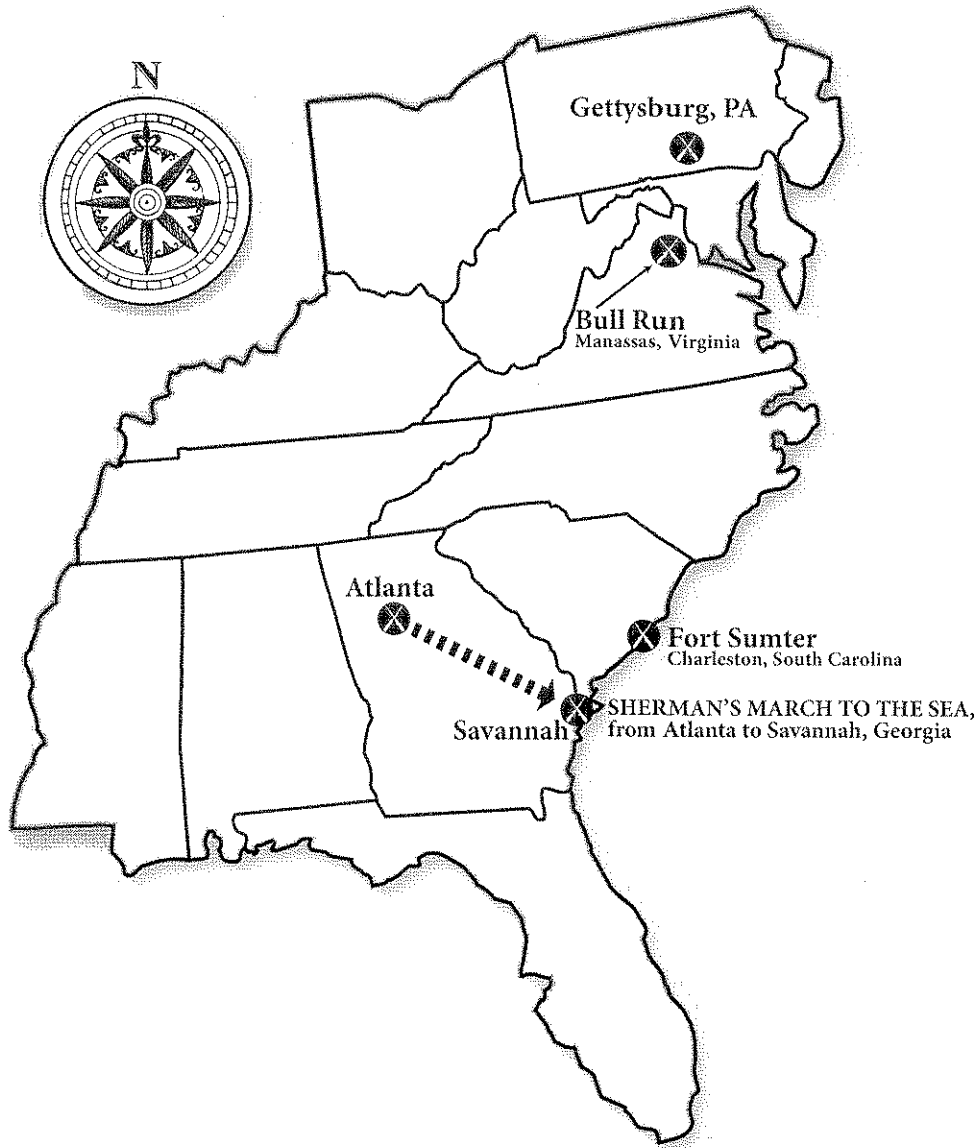 N
Gettysburg, PA
Bull Run
Manassas, Virginia
Atlanta
Fort Sumter
Charleston, South Carolina
Savannah
SHERMAN'S MARCH TO THE SEA,
from Atlanta to Savannah, Georgia